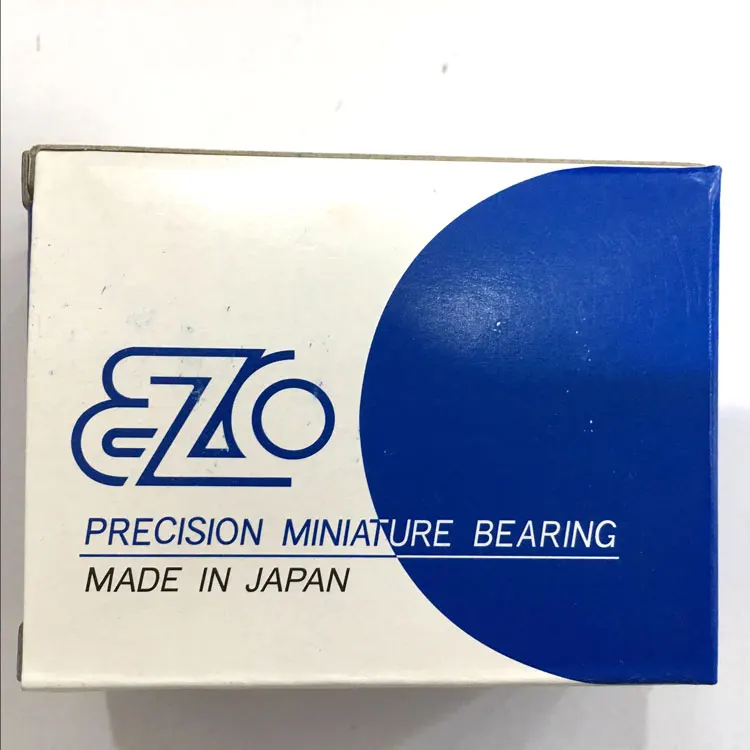 EZO
PRECISION MINIATURE BEARING
MADE IN JAPAN